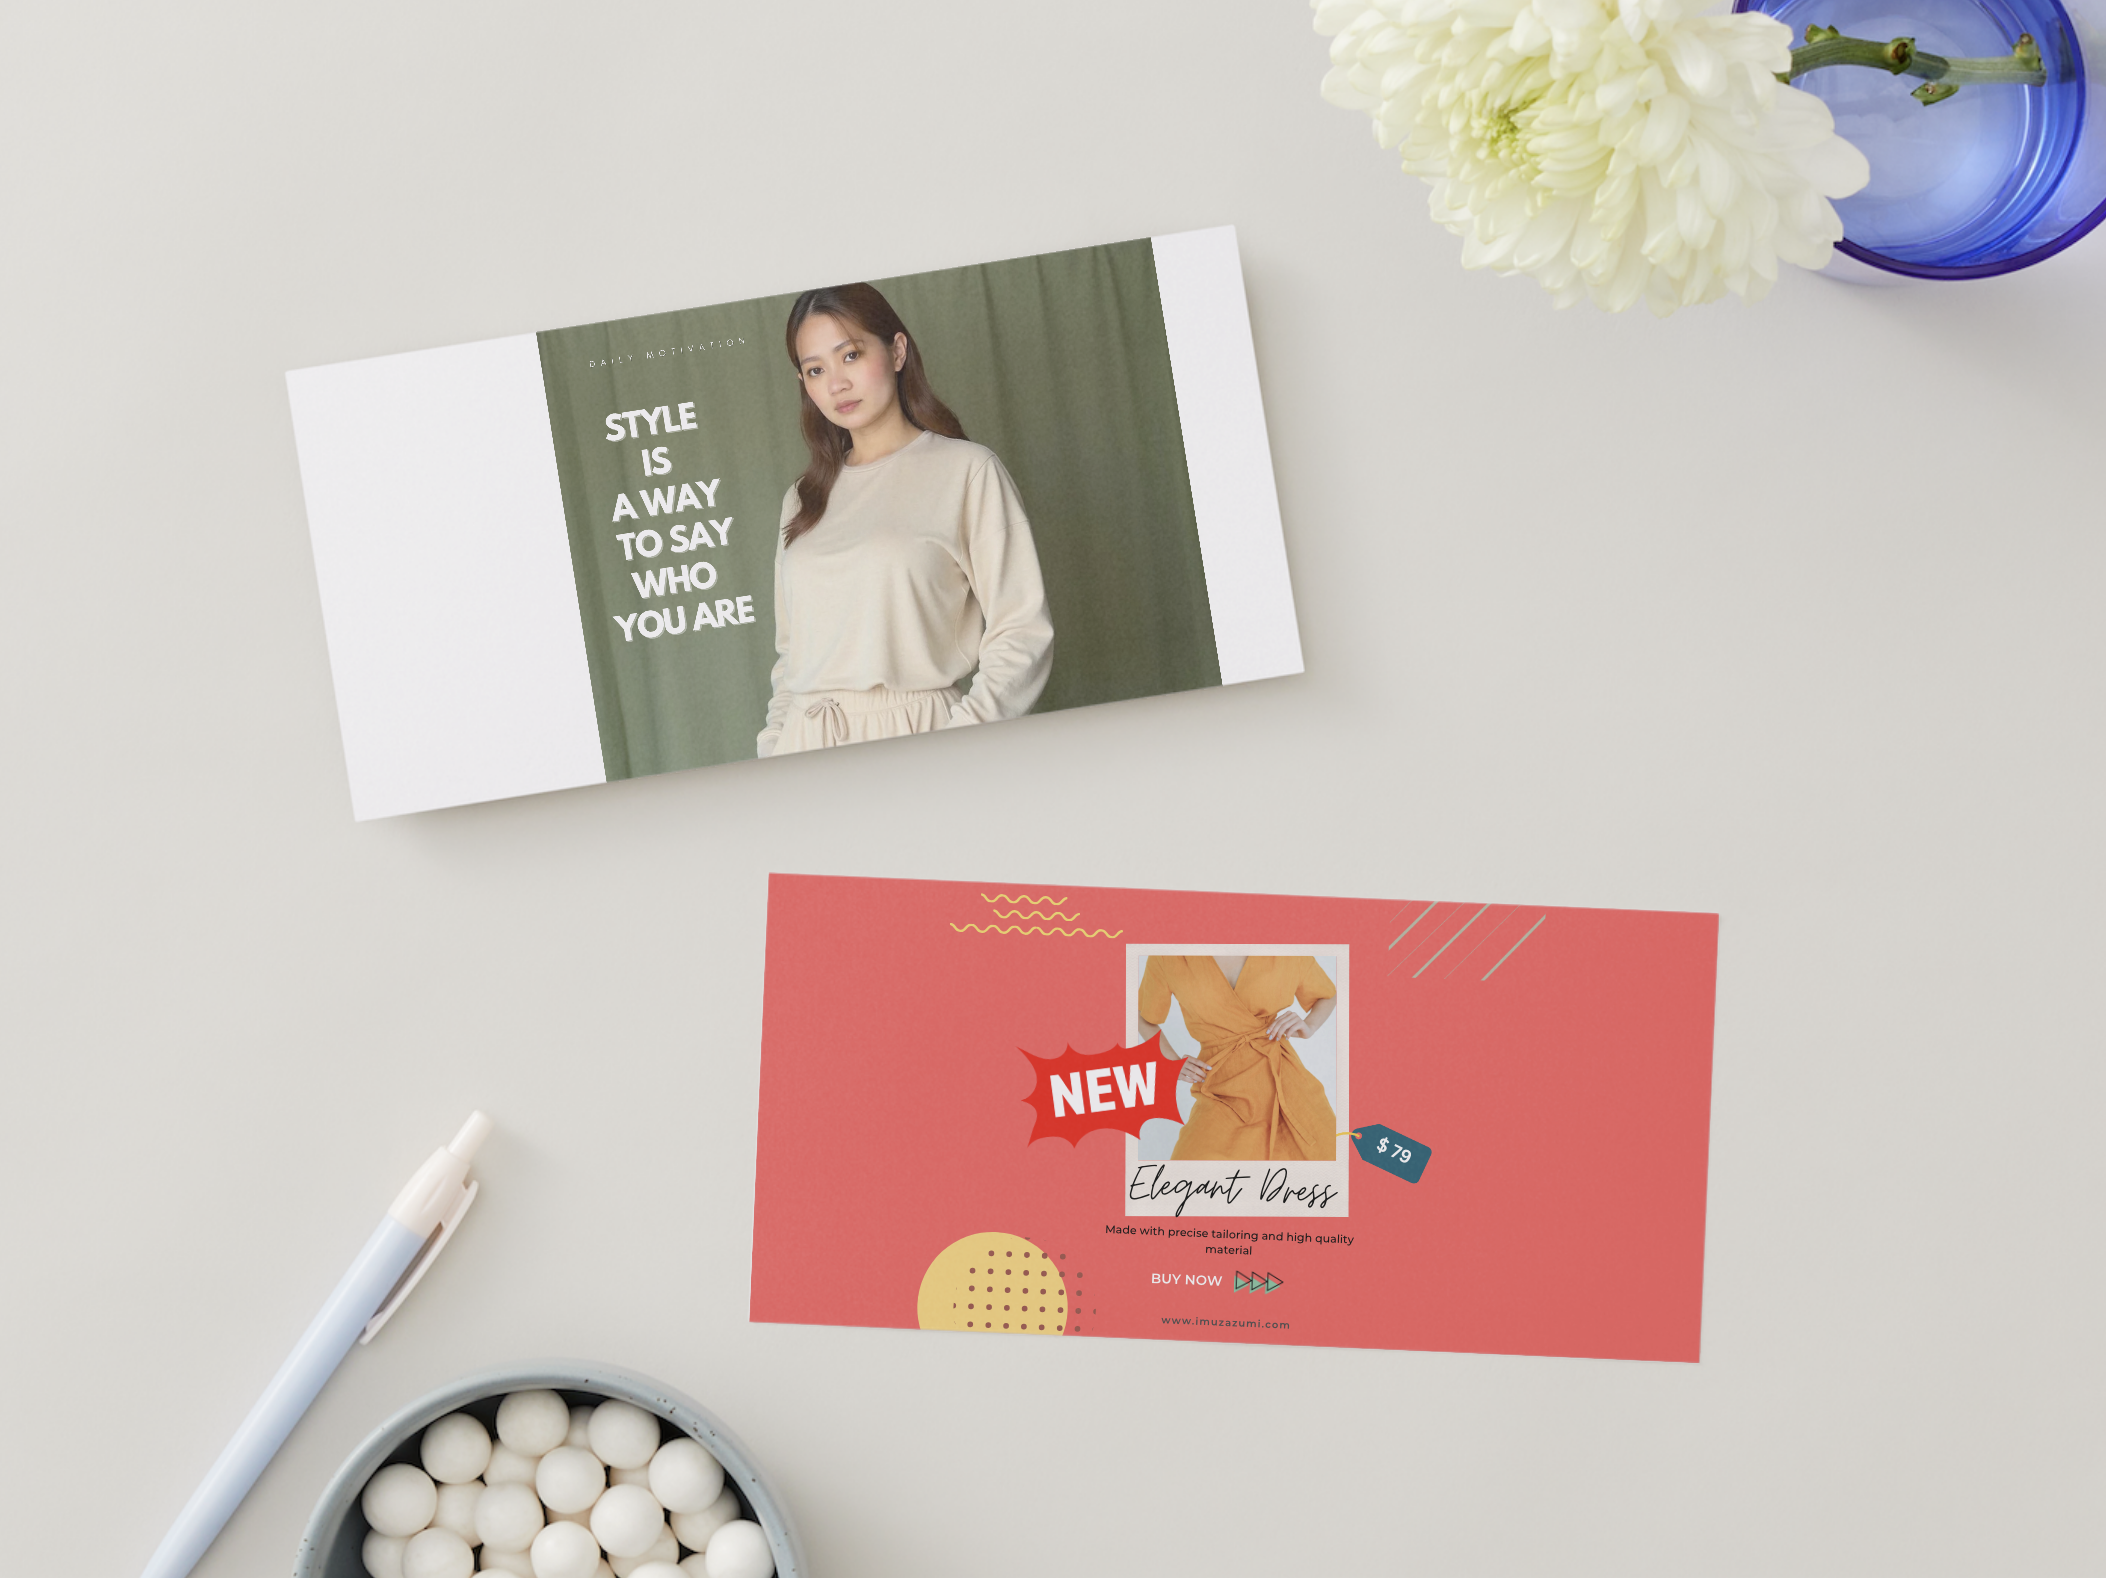 DAILY MOTIVATION
STYLE
IS
A WAY
TO SAY
WHO
YOU ARE
NEW
$ 79
Elegant Dress
Made with precise tailoring and high quality
material
BUY NOW
www.imuzazumi.com